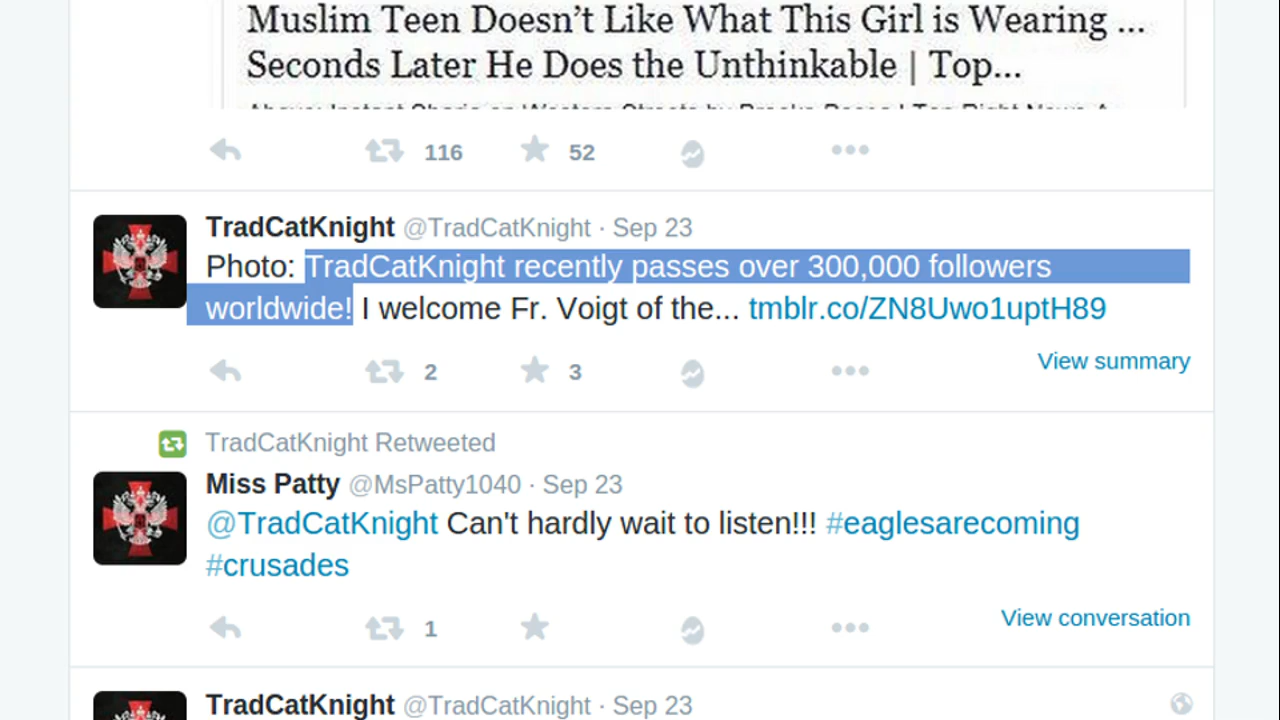 Muslim Teen Doesn’t Like What This Girl is Wearing ...
Seconds Later He Does the Unthinkable | Top...
116 52
TradCatKnight @TradCatKnight · Sep 23
Photo: TradCatKnight recently passes over 300,000 followers
worldwide! I welcome Fr. Voigt of the... tmblr.co/ZN8Uwo1uptH89
View summary
2 3
TradCatKnight Retweeted
Miss Patty @MsPatty1040 · Sep 23
@TradCatKnight Can't hardly wait to listen!!! #eaglesarecoming
#crusades
View conversation
1
TradCatKnight @TradCatKnight · Sep 23